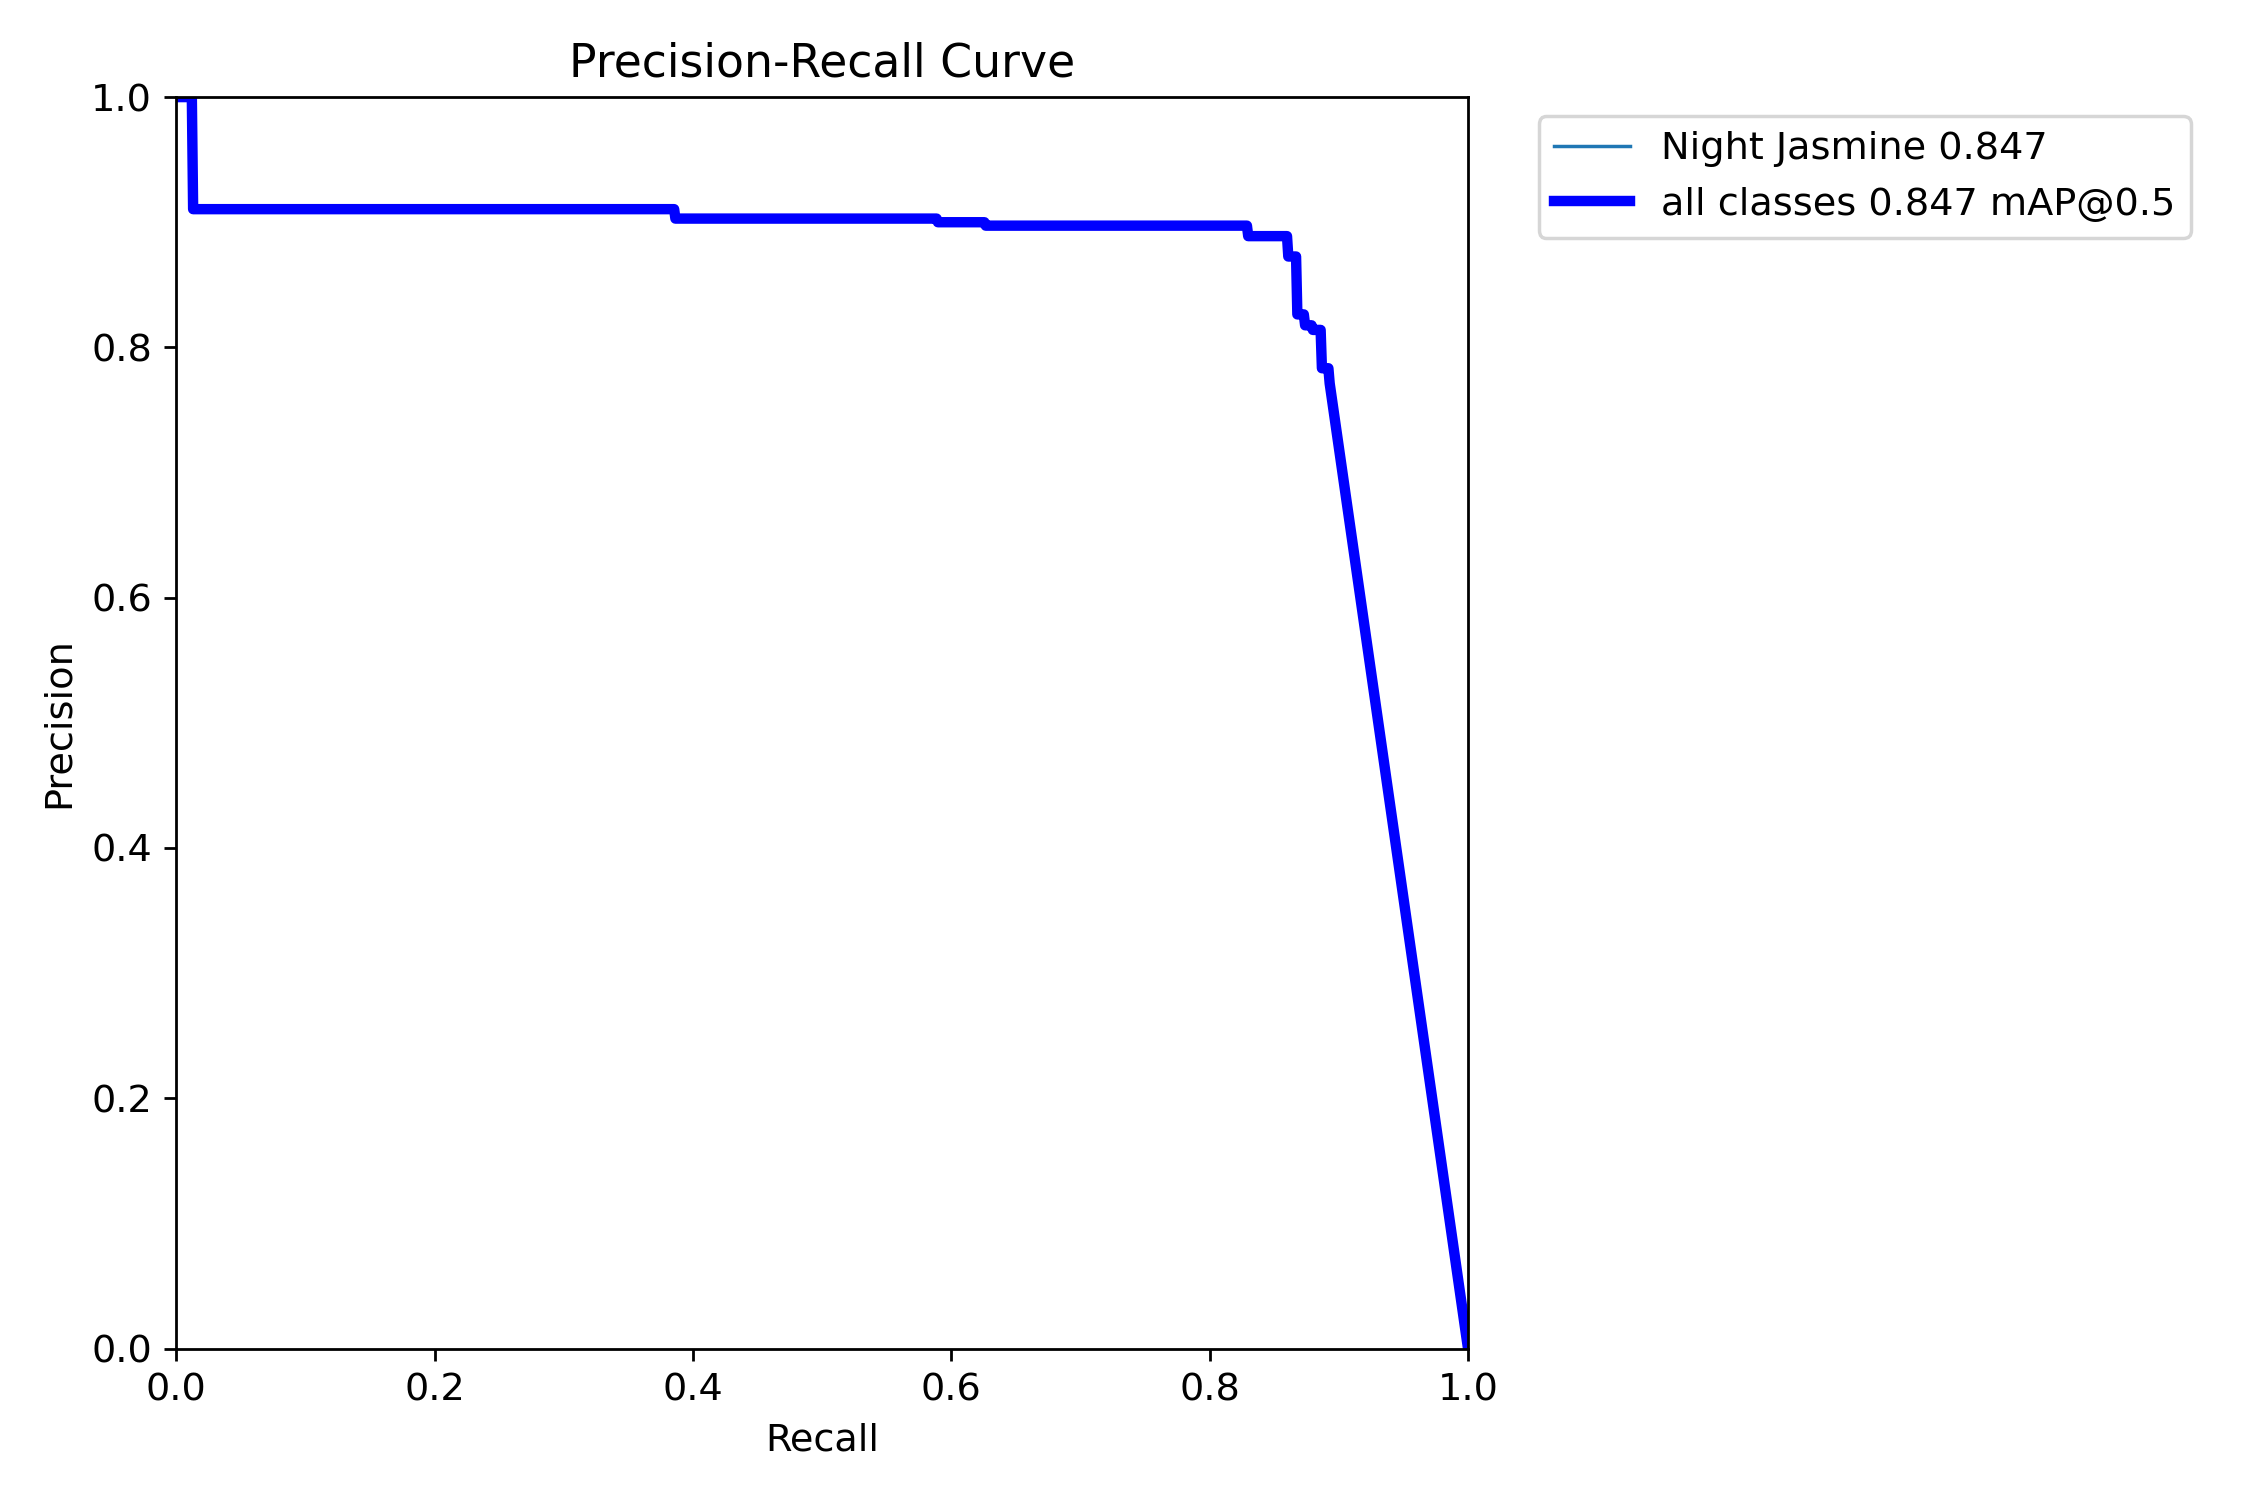 Precision-Recall Curve
1.0
0.8
0.6
0.4
0.2
0.0
Precision
0.0 0.2 0.4 0.6 0.8 1.0
Recall
Night Jasmine 0.847
all classes 0.847 mAP@0.5